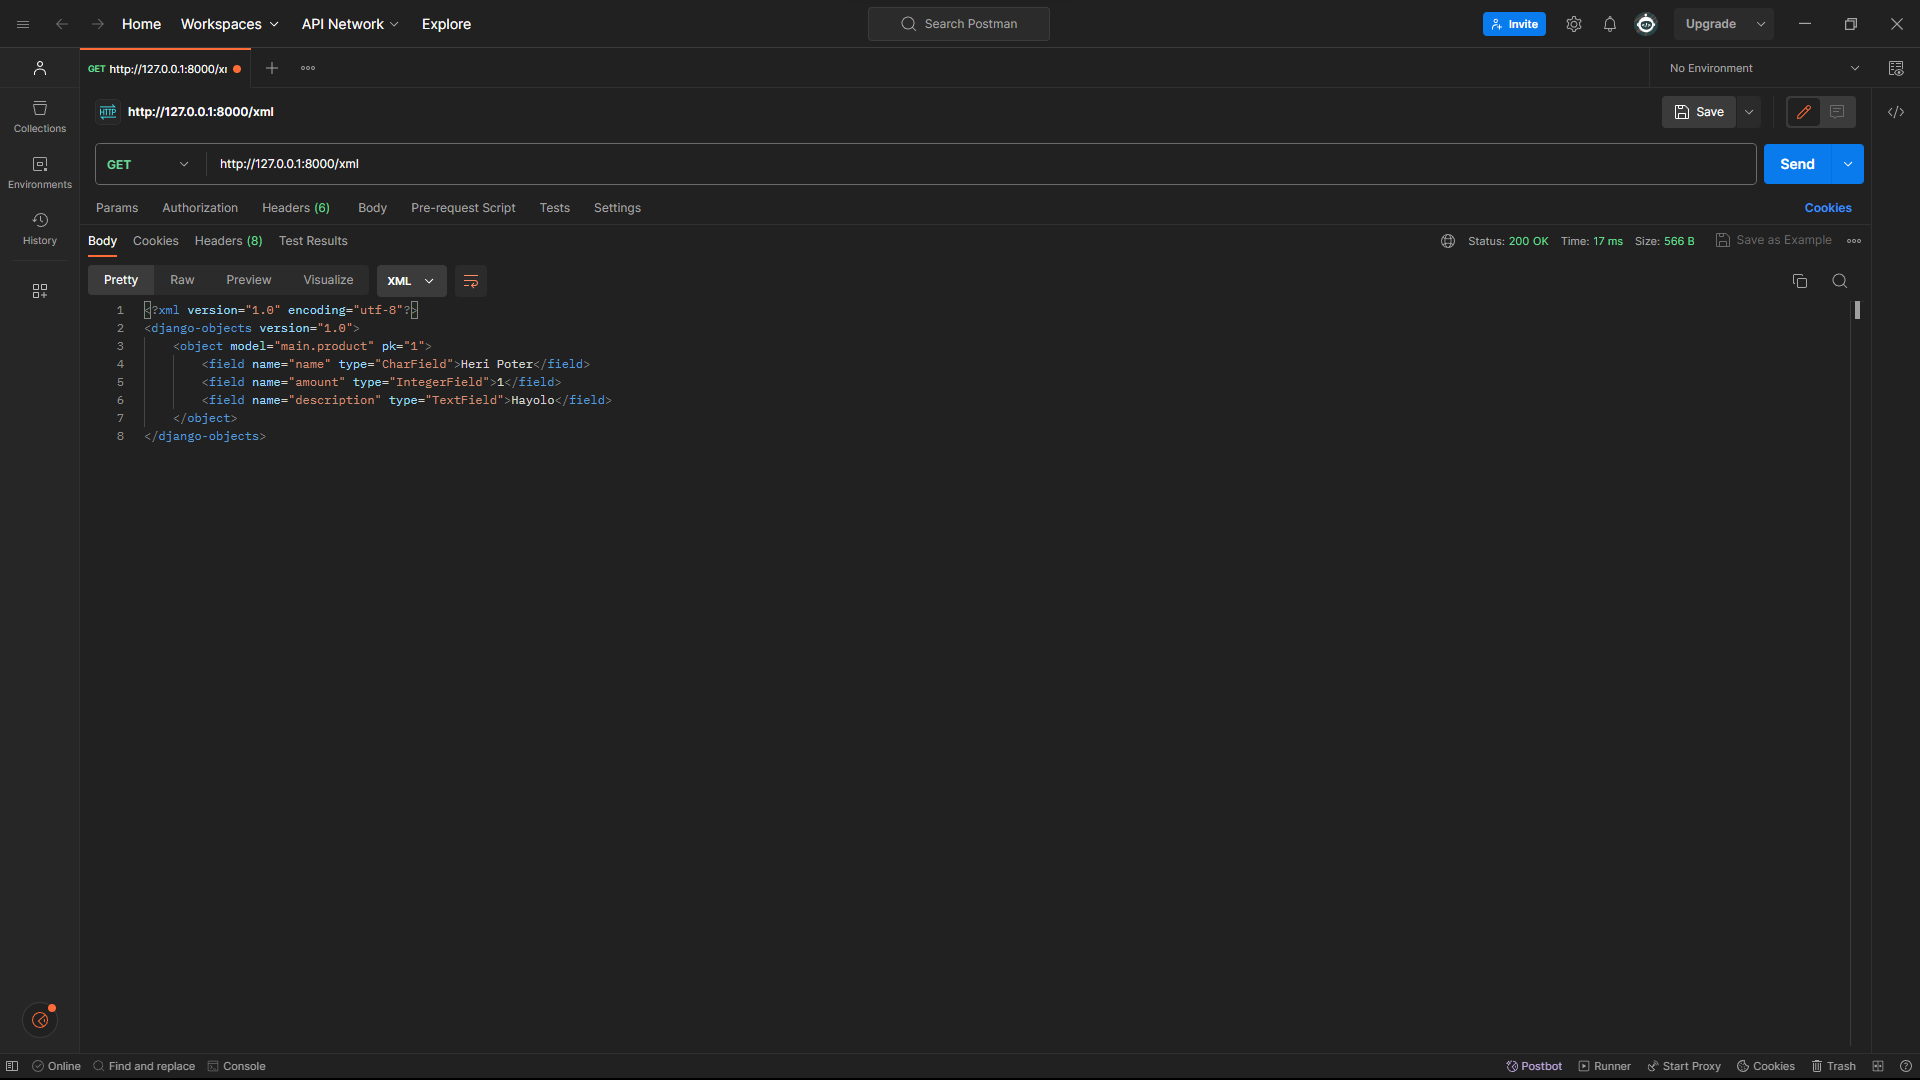 Home Workspaces API Network Explore Search Postman Invite Upgrade
GET http://127.0.0.1:8000/xı No Environment
HTTP http://127.0.0.1:8000/xml Save
GET http://127.0.0.1:8000/xml Send
Params Authorization Headers (6) Body Pre-request Script Tests Settings Cookies
Body Cookies Headers (8) Test Results Status: 200 OK Time: 17 ms Size: 566 B Save as Example
Pretty Raw Preview Visualize XML
1 <?xml version="1.0" encoding="utf-8"?>
2 <django-objects version="1.0">
3 <object model="main.product" pk="1">
4 <field name="name" type="CharField">Heri Poter</field>
5 <field name="amount" type="IntegerField">1</field>
6 <field name="description" type="TextField">Hayolo</field>
7 </object>
8 </django-objects>
Collections
Environments
History
Online Find and replace Console Postbot Runner Start Proxy Cookies Trash